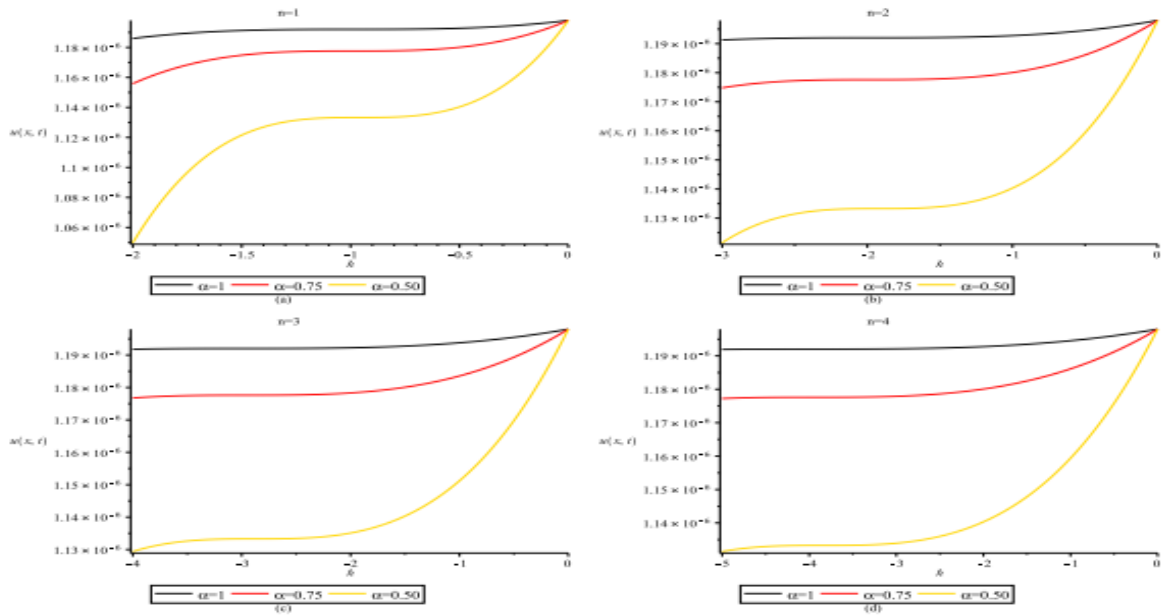 n=1
1.18 × 10⁻⁶
1.16 × 10⁻⁶
1.14 × 10⁻⁶
w(x, t)
1.12 × 10⁻⁶
1.1 × 10⁻⁶
1.08 × 10⁻⁶
1.06 × 10⁻⁶
−2 −1.5 −1 −0.5 0
ℏ
α=1 α=0.75 α=0.50
(a)
n=2
1.19 × 10⁻⁶
1.18 × 10⁻⁶
1.17 × 10⁻⁶
1.16 × 10⁻⁶
w(x, t)
1.15 × 10⁻⁶
1.14 × 10⁻⁶
1.13 × 10⁻⁶
−3 −2 −1 0
ℏ
α=1 α=0.75 α=0.50
(b)
n=3
1.19 × 10⁻⁶
1.18 × 10⁻⁶
1.17 × 10⁻⁶
w(x, t)
1.16 × 10⁻⁶
1.15 × 10⁻⁶
1.14 × 10⁻⁶
1.13 × 10⁻⁶
−4 −3 −2 −1 0
ℏ
α=1 α=0.75 α=0.50
(c)
n=4
1.19 × 10⁻⁶
1.18 × 10⁻⁶
1.17 × 10⁻⁶
w(x, t)
1.16 × 10⁻⁶
1.15 × 10⁻⁶
1.14 × 10⁻⁶
−5 −4 −3 −2 −1 0
ℏ
α=1 α=0.75 α=0.50
(d)